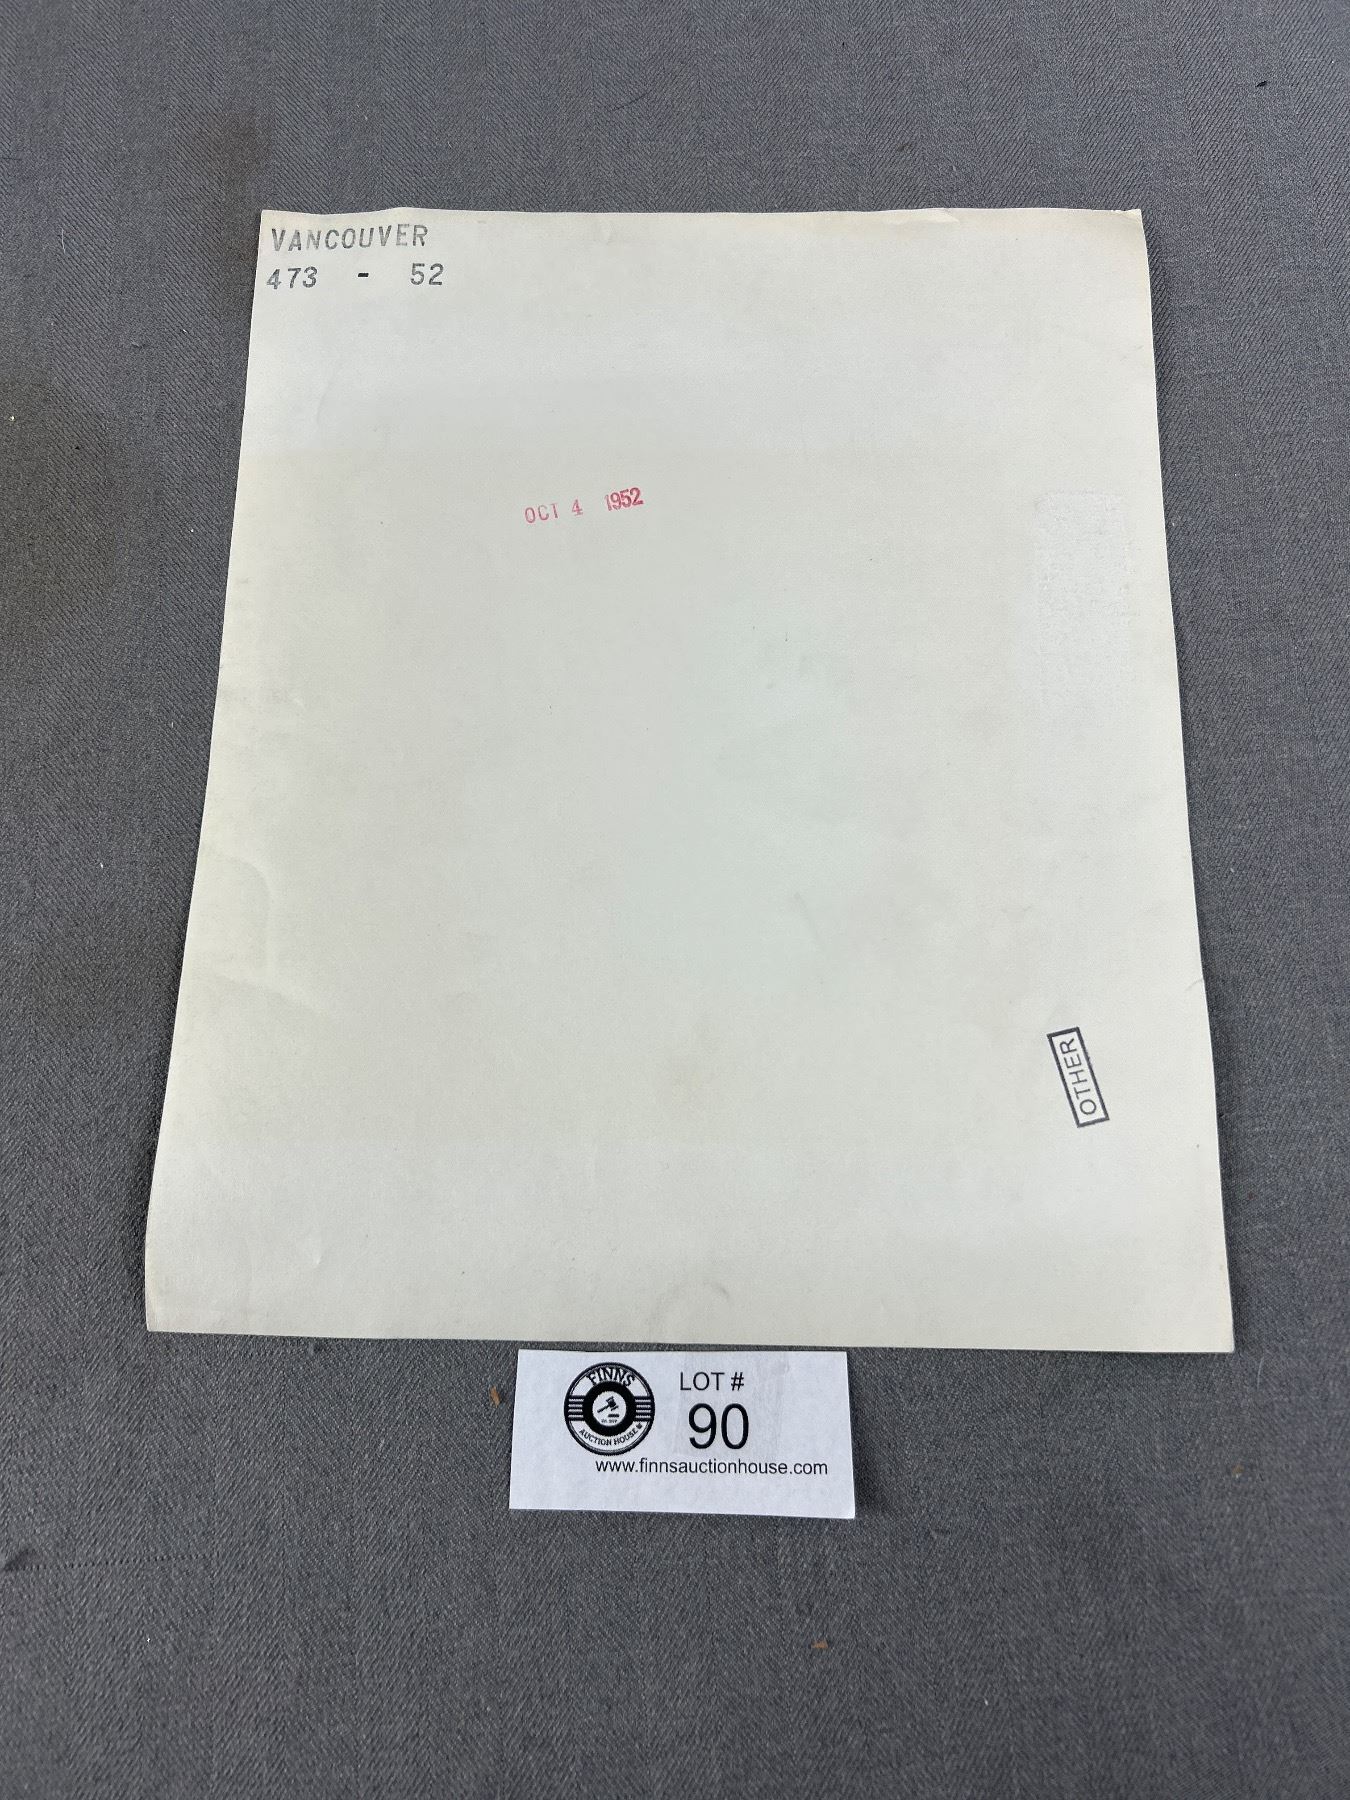 VANCOUVER
473 - 52
OCT 4 1952
OTHER
FINNS
AUCTION HOUSE
LOT #
90
www.finnsauctionhouse.com